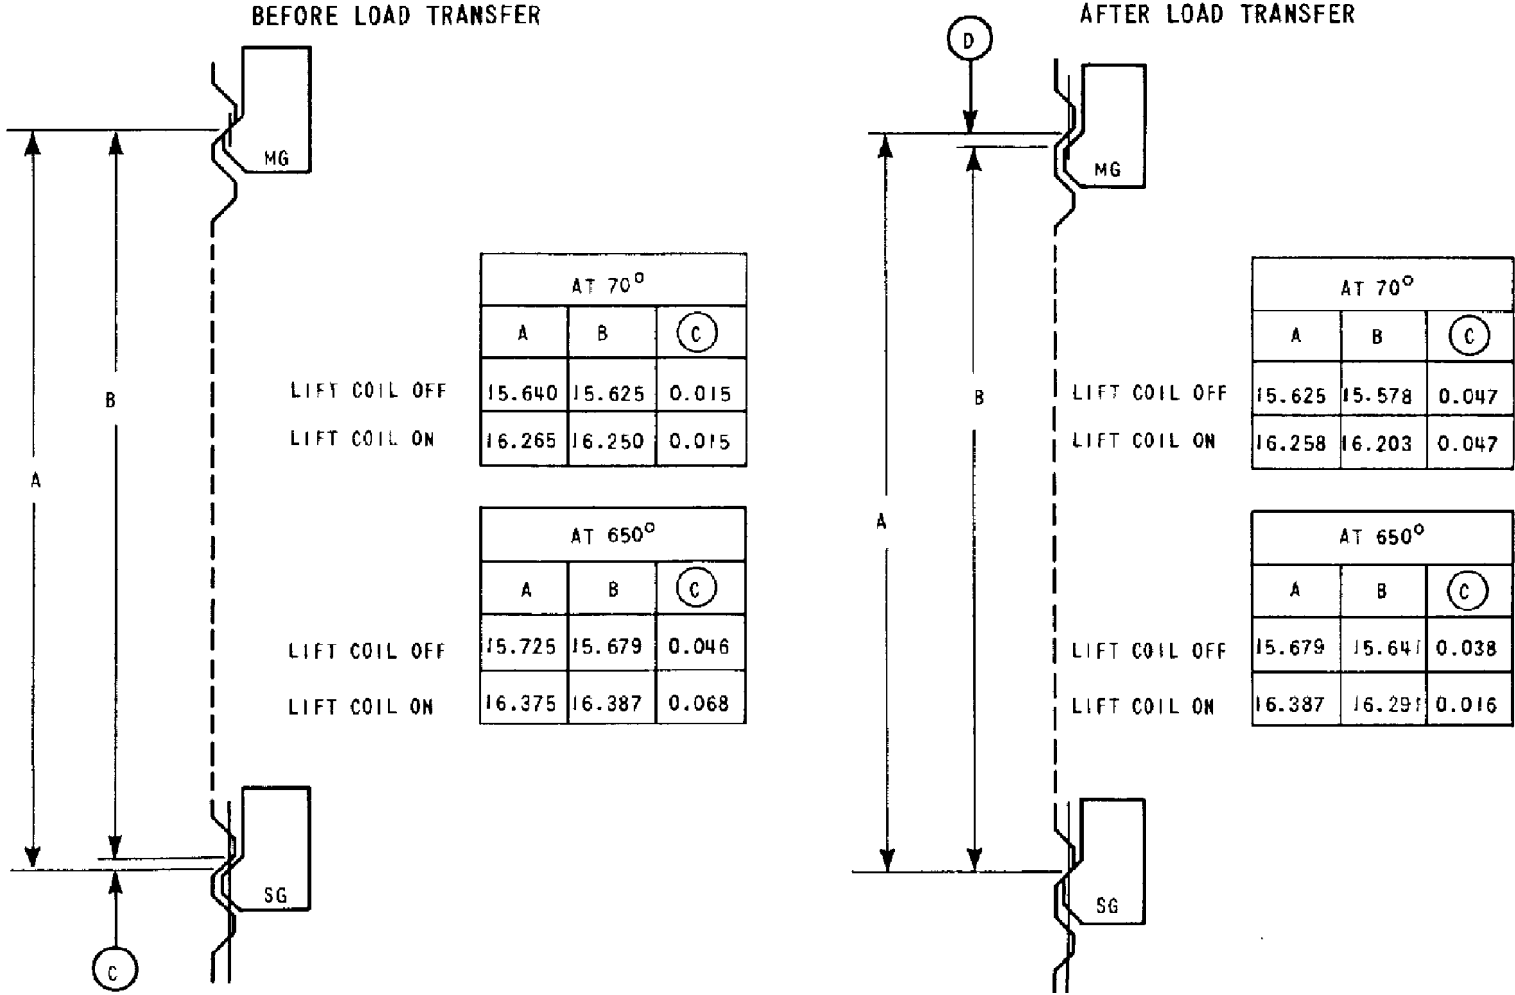 BEFORE LOAD TRANSFER
MG
A
B
AT 70°
A B C
LIFT COIL OFF 15.640 15.625 0.015
LIFT COIL ON 16.265 16.250 0.015
AT 650°
A B C
LIFT COIL OFF 15.725 15.679 0.046
LIFT COIL ON 16.375 16.387 0.068
SG
C
AFTER LOAD TRANSFER
D
MG
B
A
AT 70°
A B C
LIFT COIL OFF 15.625 15.578 0.047
LIFT COIL ON 16.258 16.203 0.047
AT 650°
A B C
LIFT COIL OFF 15.679 15.641 0.038
LIFT COIL ON 16.387 16.291 0.016
SG